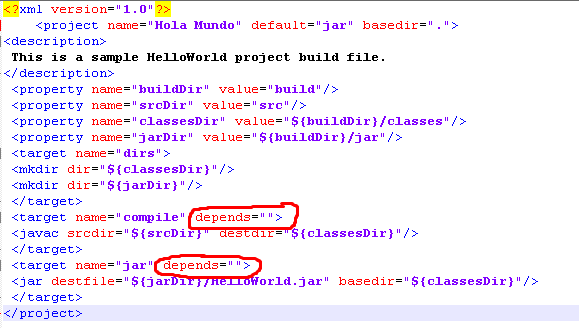 <?xml version="1.0"?>
<project name="Hola Mundo" default="jar" basedir=".">
<description>
This is a sample HelloWorld project build file.
</description>
<property name="buildDir" value="build"/>
<property name="srcDir" value="src"/>
<property name="classesDir" value="${buildDir}/classes"/>
<property name="jarDir" value="${buildDir}/jar"/>
<target name="dirs">
<mkdir dir="${classesDir}"/>
<mkdir dir="${jarDir}"/>
</target>
<target name="compile" depends="">
<javac srcdir="${srcDir}" destdir="${classesDir}"/>
</target>
<target name="jar" depends="">
<jar destfile="${jarDir}/HelloWorld.jar" basedir="${classesDir}"/>
</target>
</project>